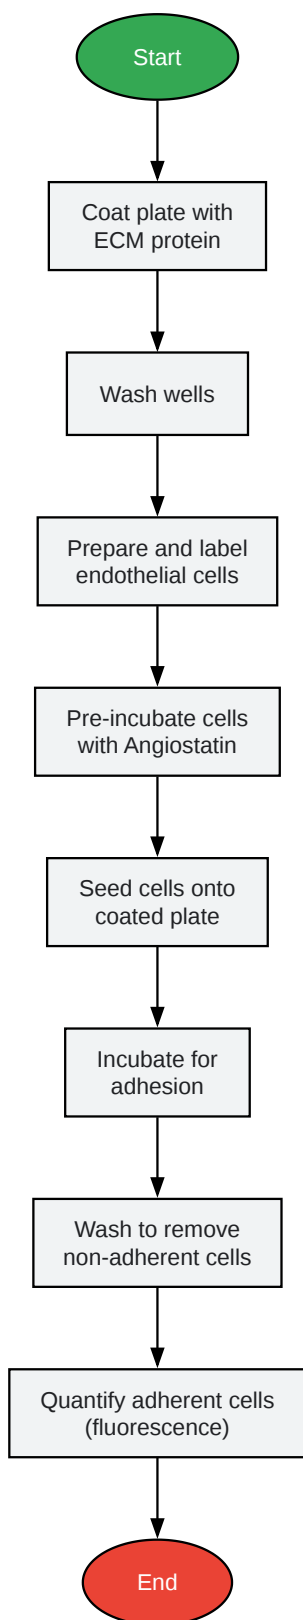 Start
Coat plate with
ECM protein
Wash wells
Prepare and label
endothelial cells
Pre-incubate cells
with Angiostatin
Seed cells onto
coated plate
Incubate for
adhesion
Wash to remove
non-adherent cells
Quantify adherent cells
(fluorescence)
End